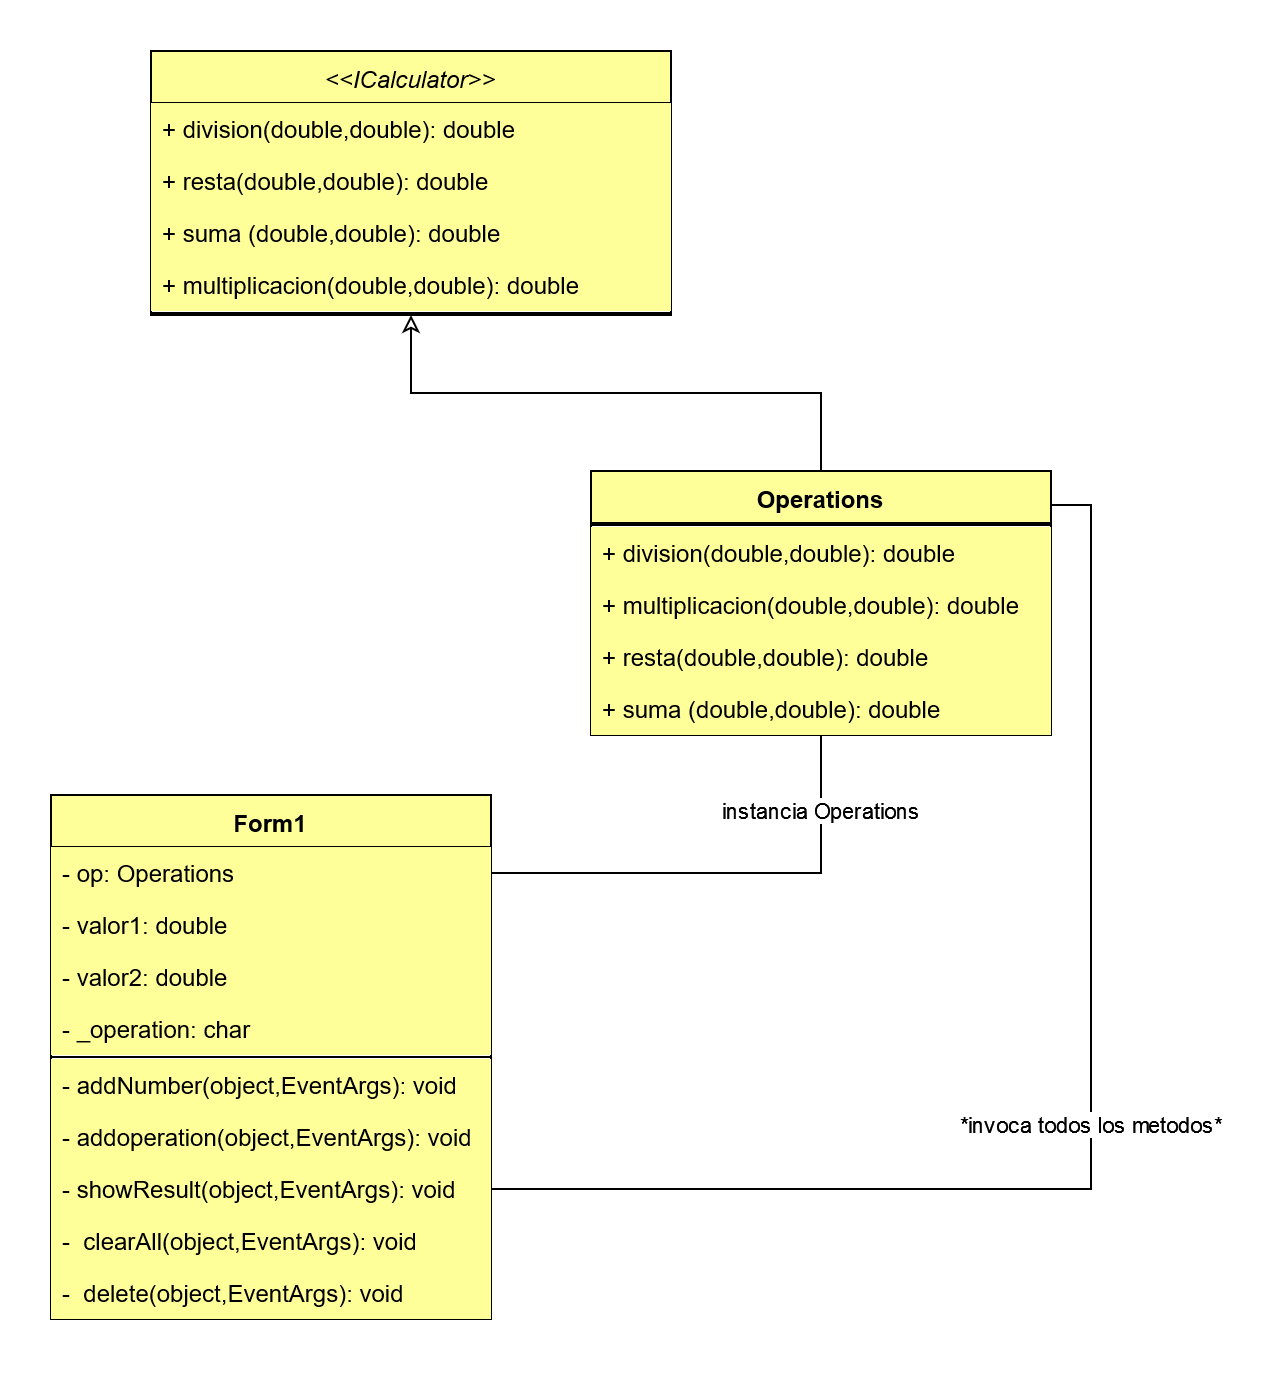 <<ICalculator>>
+ division(double,double): double
+ resta(double,double): double
+ suma (double,double): double
+ multiplicacion(double,double): double
Operations
+ division(double,double): double
+ multiplicacion(double,double): double
+ resta(double,double): double
+ suma (double,double): double
instancia Operations
Form1
- op: Operations
- valor1: double
- valor2: double
- _operation: char
- addNumber(object,EventArgs): void
- addoperation(object,EventArgs): void
- showResult(object,EventArgs): void
-  clearAll(object,EventArgs): void
-  delete(object,EventArgs): void
*invoca todos los metodos*